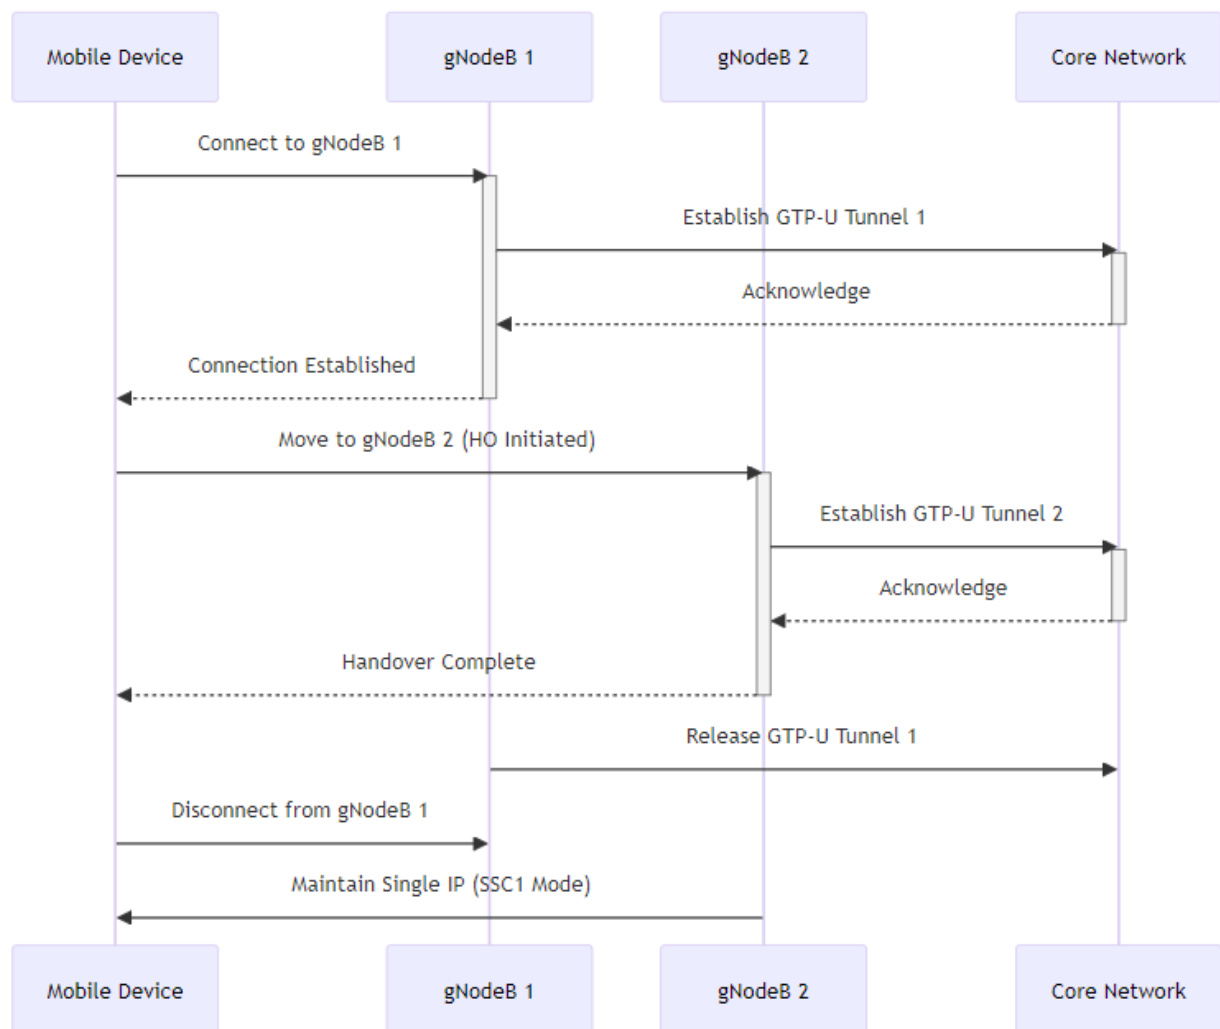 Mobile Device
gNodeB 1
gNodeB 2
Core Network
Connect to gNodeB 1
Establish GTP-U Tunnel 1
Acknowledge
Connection Established
Move to gNodeB 2 (HO Initiated)
Establish GTP-U Tunnel 2
Acknowledge
Handover Complete
Release GTP-U Tunnel 1
Disconnect from gNodeB 1
Maintain Single IP (SSC1 Mode)
Mobile Device
gNodeB 1
gNodeB 2
Core Network